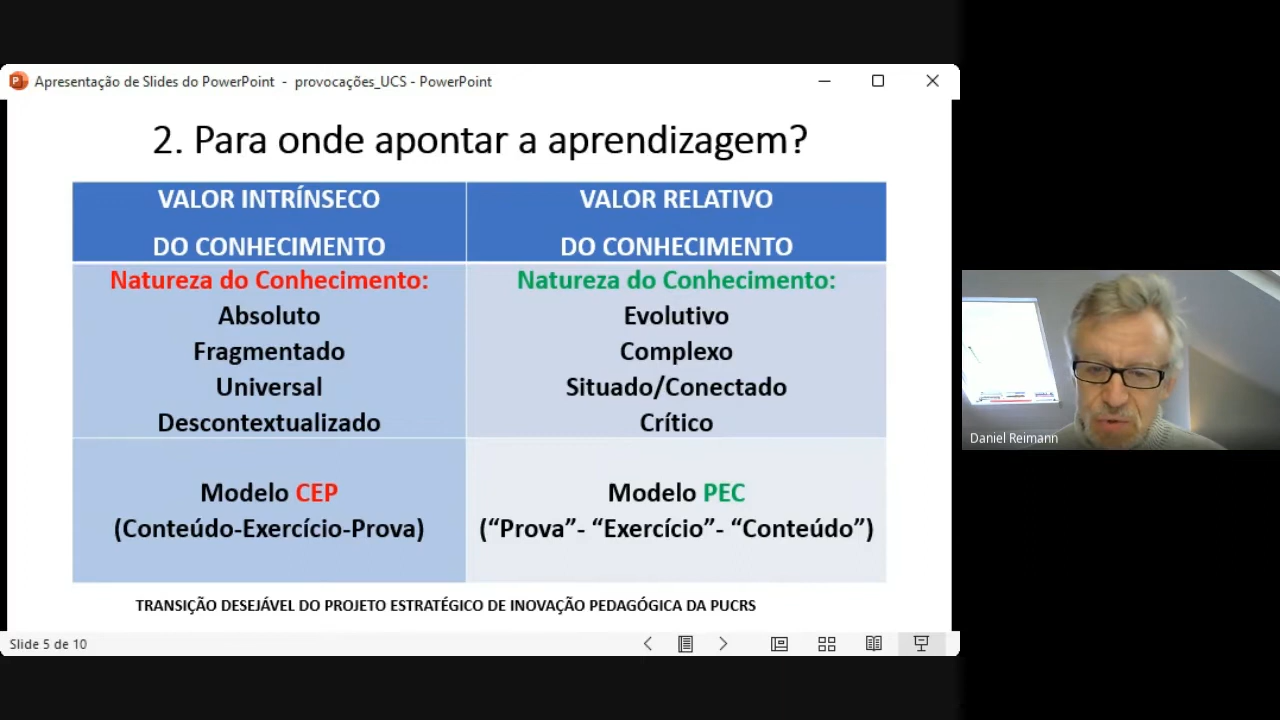 Apresentação de Slides do PowerPoint - provocações_UCS - PowerPoint
2. Para onde apontar a aprendizagem?
VALOR INTRÍNSECO
DO CONHECIMENTO
VALOR RELATIVO
DO CONHECIMENTO
Natureza do Conhecimento:
Absoluto
Fragmentado
Universal
Descontextualizado
Natureza do Conhecimento:
Evolutivo
Complexo
Situado/Conectado
Crítico
Modelo CEP
(Conteúdo-Exercício-Prova)
Modelo PEC
(“Prova”- “Exercício”- “Conteúdo”)
TRANSIÇÃO DESEJÁVEL DO PROJETO ESTRATÉGICO DE INOVAÇÃO PEDAGÓGICA DA PUCRS
Slide 5 de 10
Daniel Reimann